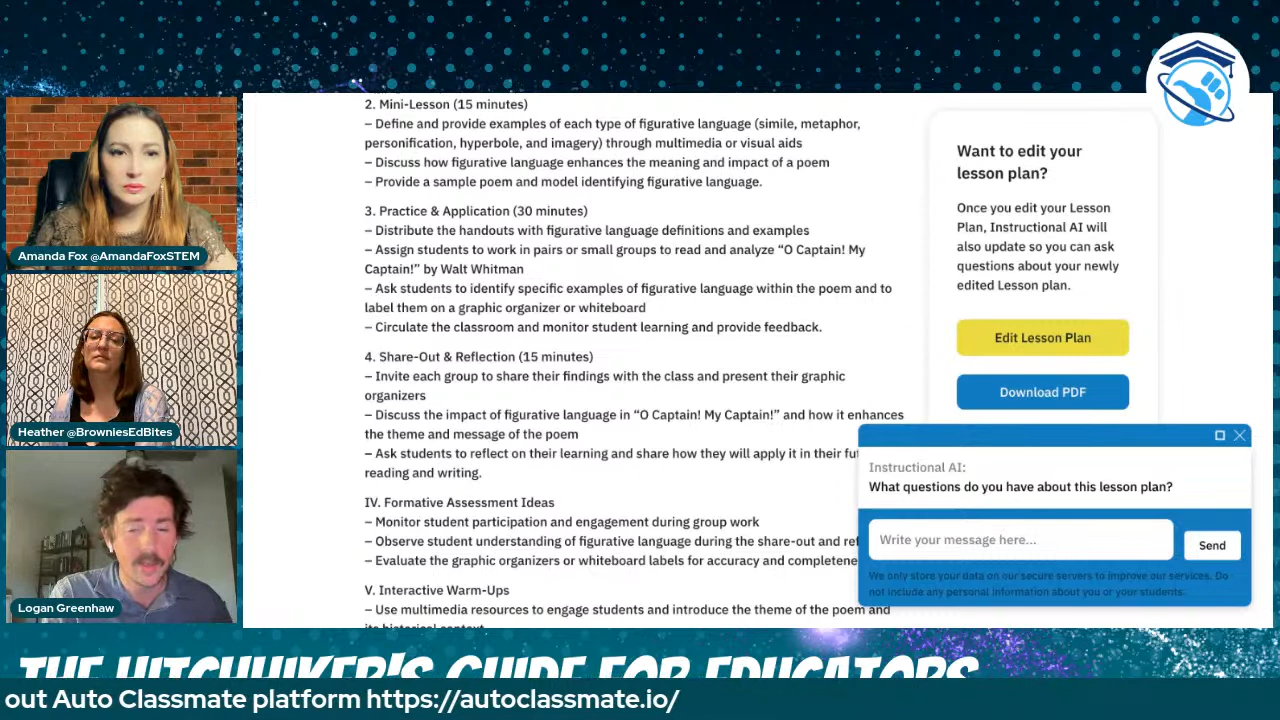 Amanda Fox @AmandaFoxSTEM
Heather @BrowniesEdBites
Logan Greenhaw
2. Mini-Lesson (15 minutes)
– Define and provide examples of each type of figurative language (simile, metaphor,
personification, hyperbole, and imagery) through multimedia or visual aids
– Discuss how figurative language enhances the meaning and impact of a poem
– Provide a sample poem and model identifying figurative language.
3. Practice & Application (30 minutes)
– Distribute the handouts with figurative language definitions and examples
– Assign students to work in pairs or small groups to read and analyze “O Captain! My
Captain!” by Walt Whitman
– Ask students to identify specific examples of figurative language within the poem and to
label them on a graphic organizer or whiteboard
– Circulate the classroom and monitor student learning and provide feedback.
4. Share-Out & Reflection (15 minutes)
– Invite each group to share their findings with the class and present their graphic
organizers
– Discuss the impact of figurative language in “O Captain! My Captain!” and how it enhances
the theme and message of the poem
– Ask students to reflect on their learning and share how they will apply it in their
reading and writing.
IV. Formative Assessment Ideas
– Monitor student participation and engagement during group work
– Observe student understanding of figurative language during the share-out and
– Evaluate the graphic organizers or whiteboard labels for accuracy and
V. Interactive Warm-Ups
– Use multimedia resources to engage students and introduce the theme of the poem and
its historical context
Want to edit your
lesson plan?
Once you edit your Lesson
Plan, Instructional AI will
also update so you can ask
questions about your newly
edited Lesson plan.
Edit Lesson Plan
Download PDF
Instructional AI:
What questions do you have about this lesson plan?
Write your message here...
Send
We only store your data on our secure servers to improve our services. Do
not include any personal information about you or your students.
THE HITCHHIKER'S GUIDE FOR EDUCATORS
out Auto Classmate platform https://autoclassmate.io/